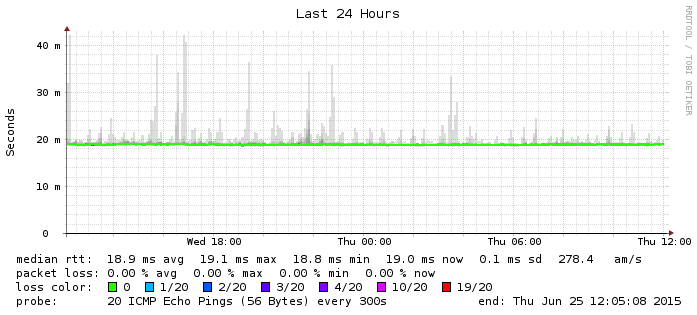 Last 24 Hours
RRDTOOL / TOBI OETIKER
Seconds
40 m
30 m
20 m
10 m
0
Wed 18:00 Thu 00:00 Thu 06:00 Thu 12:00
median rtt: 18.9 ms avg 19.1 ms max 18.8 ms min 19.0 ms now 0.1 ms sd 278.4 am/s
packet loss: 0.00 % avg 0.00 % max 0.00 % min 0.00 % now
loss color: 0 1/20 2/20 3/20 4/20 10/20 19/20
probe: 20 ICMP Echo Pings (56 Bytes) every 300s end: Thu Jun 25 12:05:08 2015